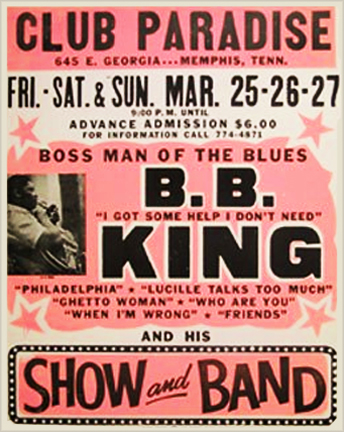 CLUB PARADISE
645 E. GEORGIA...MEMPHIS, TENN.
FRI.-SAT. & SUN. MAR. 25-26-27
9:00 P.M. UNTIL
ADVANCE ADMISSION $6.00
FOR INFORMATION CALL 774-4871
BOSS MAN OF THE BLUES
B.B.
"I GOT SOME HELP I DON'T NEED"
KING
"PHILADELPHIA" ★ "LUCILLE TALKS TOO MUCH"
"GHETTO WOMAN" ★ "WHO ARE YOU"
"WHEN I'M WRONG" ★ "FRIENDS"
AND HIS
SHOW and BAND